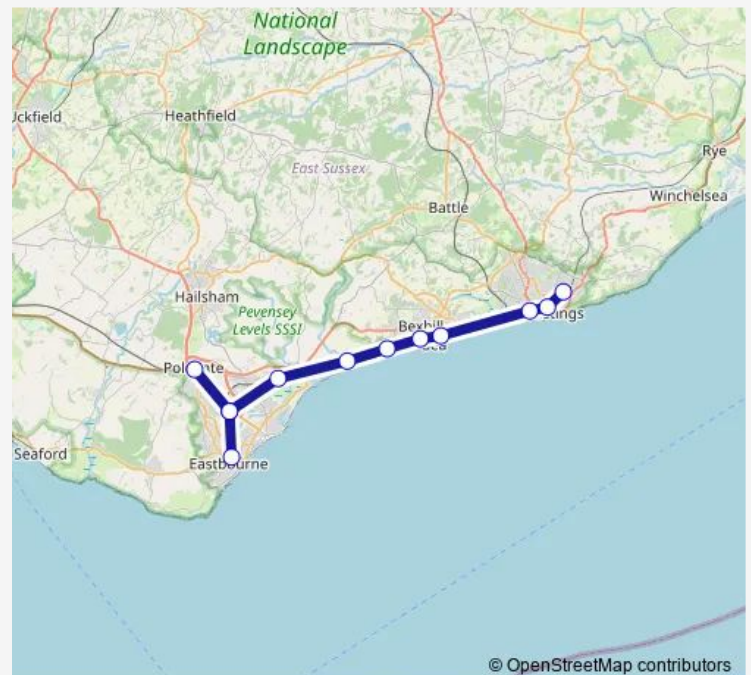 National
Landscape
Heathfield
East Sussex
Rye
Winchelsea
Battle
Hailsham
Pevensey
Levels SSSI
Seaford
Eastbourne
© OpenStreetMap contributors